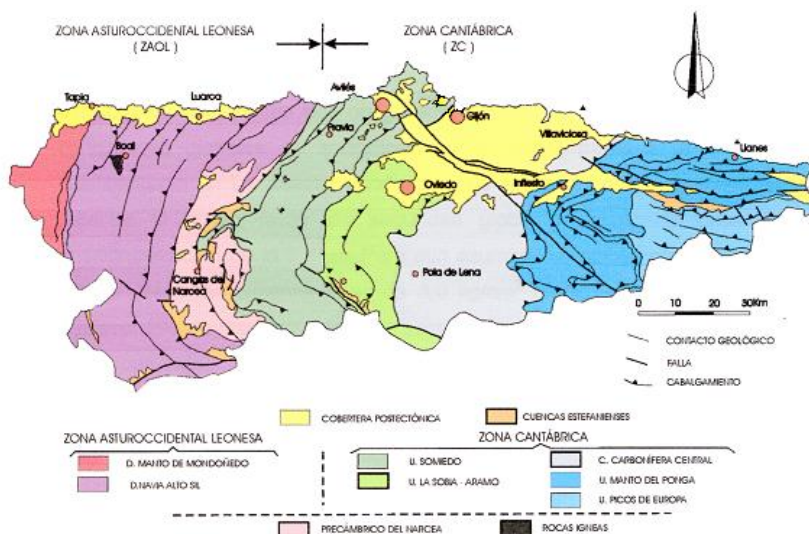 ZONA ASTUROCCIDENTAL LEONESA
( ZAOL )
ZONA CANTÁBRICA
( ZC )
Tapia
Luarca
Avilés
Gijón
Boal
Pravia
Villaviciosa
Llanes
Oviedo
Infiesto
Cangas de
Narcea
Pola de Lena
0 10 20 30Km
CONTACTO GEOLÓGICO
FALLA
CABALGAMIENTO
COBERTERA POSTECTÓNICA
CUENCAS ESTEFANIENSES
ZONA ASTUROCCIDENTAL LEONESA
ZONA CANTÁBRICA
D. MANTO DE MONDOÑEDO
D.NAVIA ALTO SIL
U. SOMIEDO
U. LA SOBIA - ARAMO
C. CARBONÍFERA CENTRAL
U. MANTO DEL PONGA
U. PICOS DE EUROPA
PRECÁMBRICO DEL NARCEA
ROCAS IGNEAS